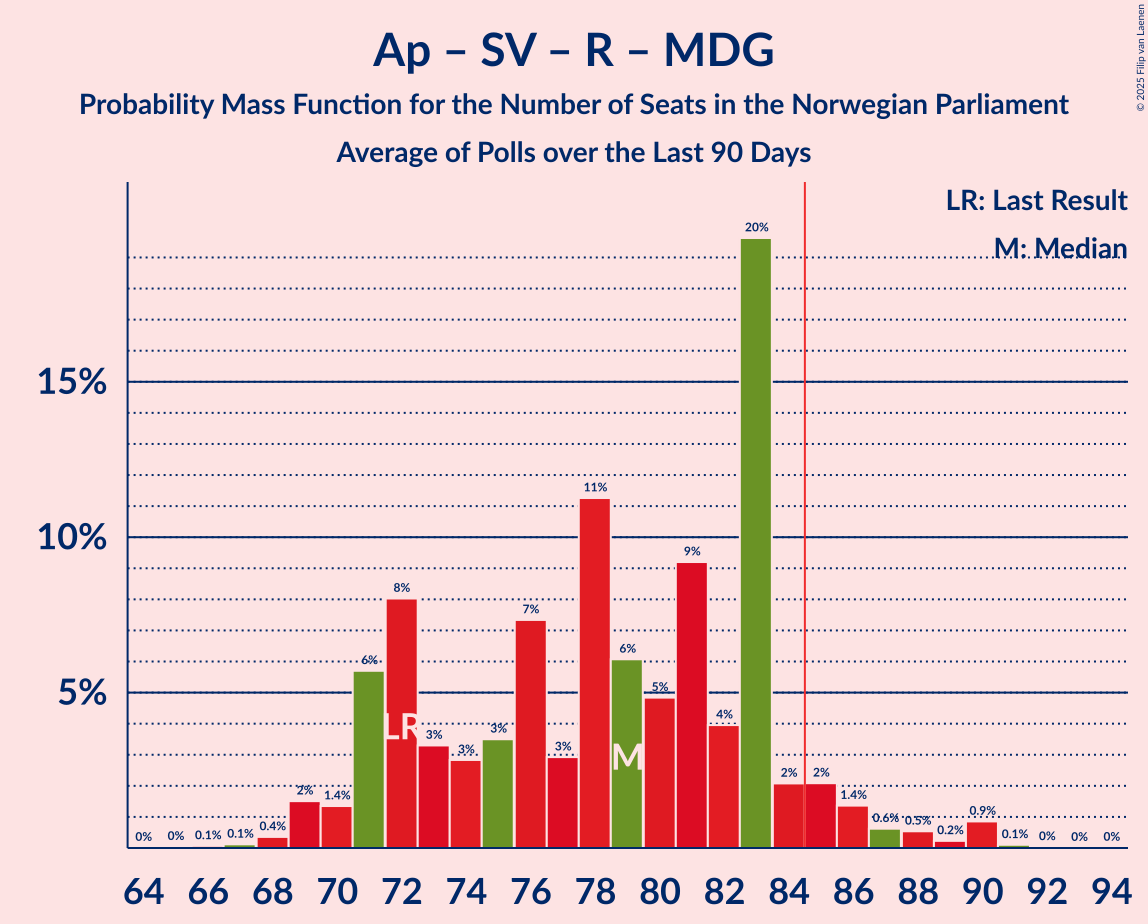 Ap – SV – R – MDG
Probability Mass Function for the Number of Seats in the Norwegian Parliament
Average of Polls over the Last 90 Days
© 2025 Filip van Laenen
LR: Last Result
M: Median
15%
10%
5%
0% 0% 0.1% 0.1% 0.4% 2% 1.4% 6% 8% 3% 3% 3% 7% 3% 11% 6% 5% 9% 4% 20% 2% 2% 1.4% 0.6% 0.5% 0.2% 0.9% 0.1% 0% 0% 0%
LR
M
64 66 68 70 72 74 76 78 80 82 84 86 88 90 92 94